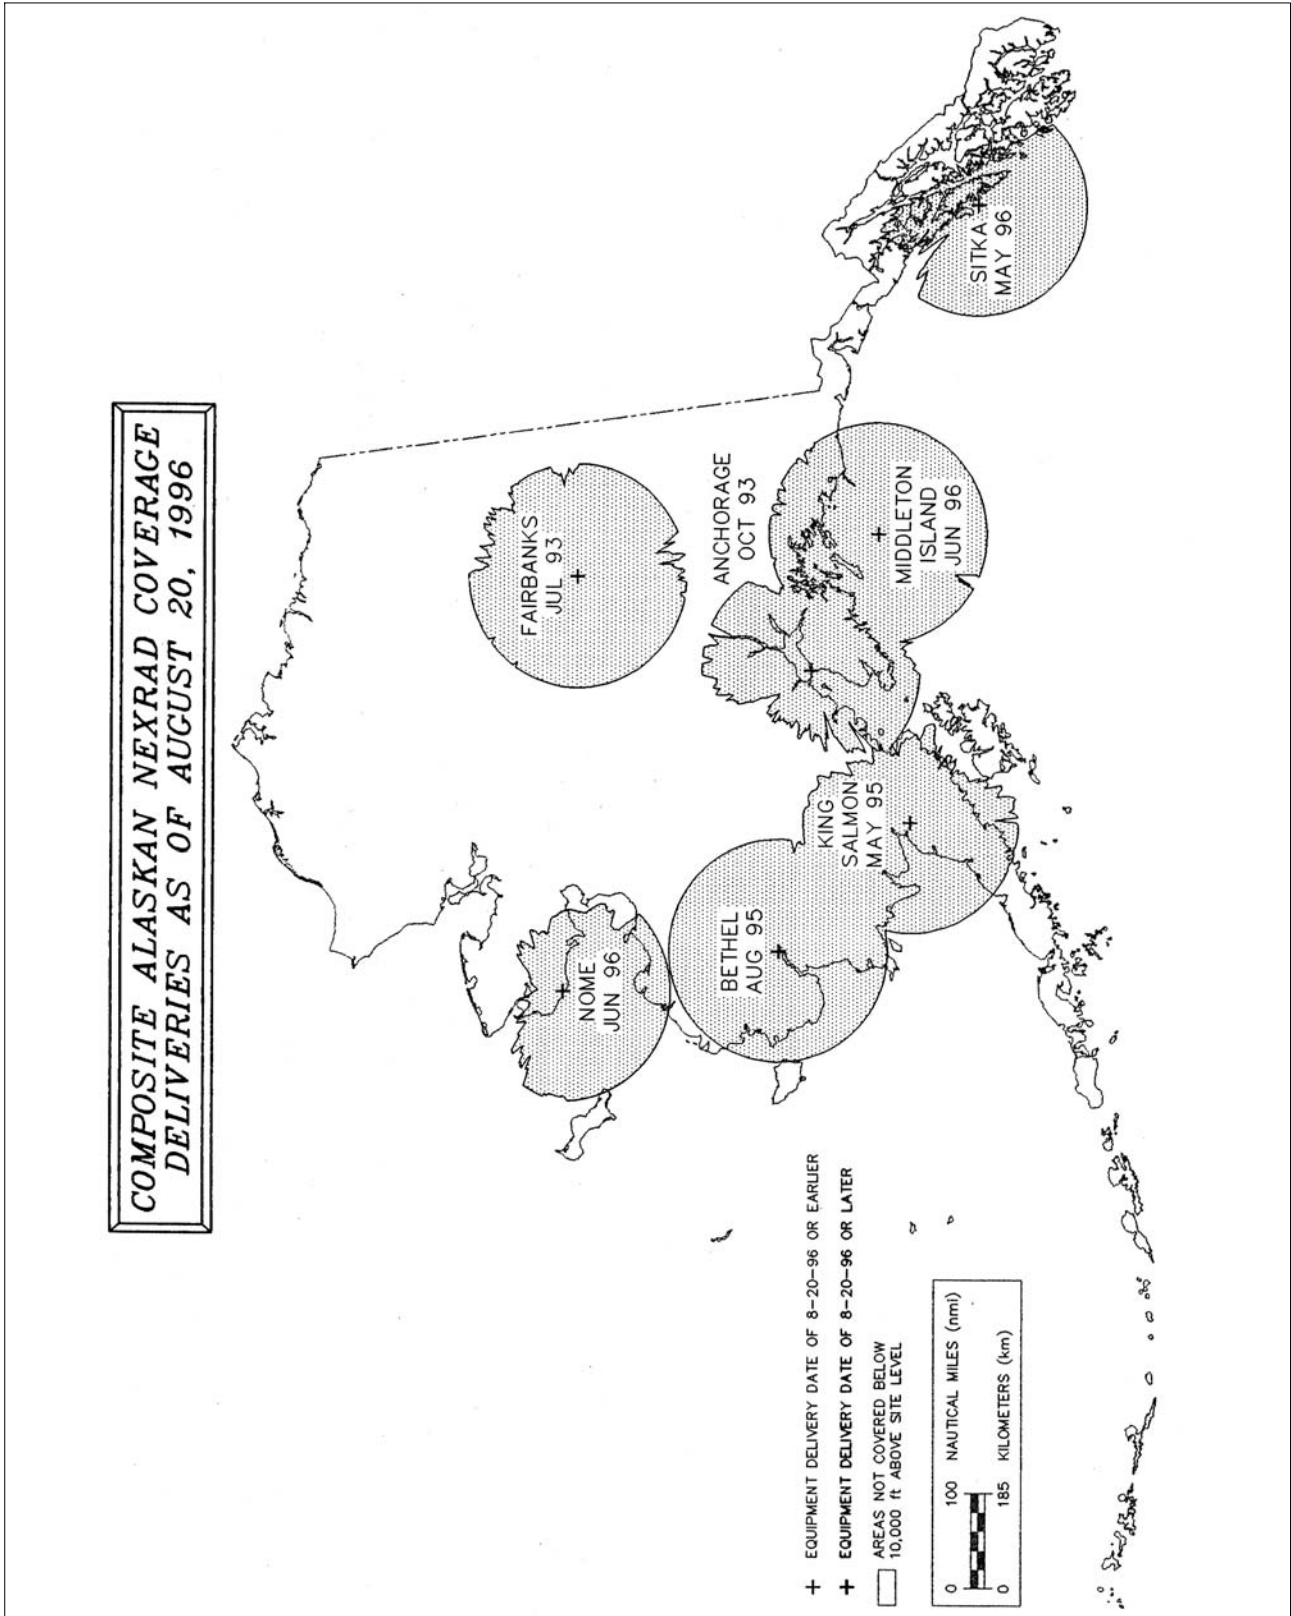 COMPOSITE ALASKAN NEXRAD COVERAGE
DELIVERIES AS OF AUGUST 20, 1996
FAIRBANKS
JUL 93
ANCHORAGE
OCT 93
MIDDLETON
ISLAND
JUN 96
SITKA
MAY 96
NOME
JUN 96
BETHEL
AUG 95
KING
SALMON
MAY 95
+ EQUIPMENT DELIVERY DATE OF 8-20-96 OR EARLIER
+ EQUIPMENT DELIVERY DATE OF 8-20-96 OR LATER
AREAS NOT COVERED BELOW
10,000 ft ABOVE SITE LEVEL
0 100 NAUTICAL MILES (nmi)
0 185 KILOMETERS (km)